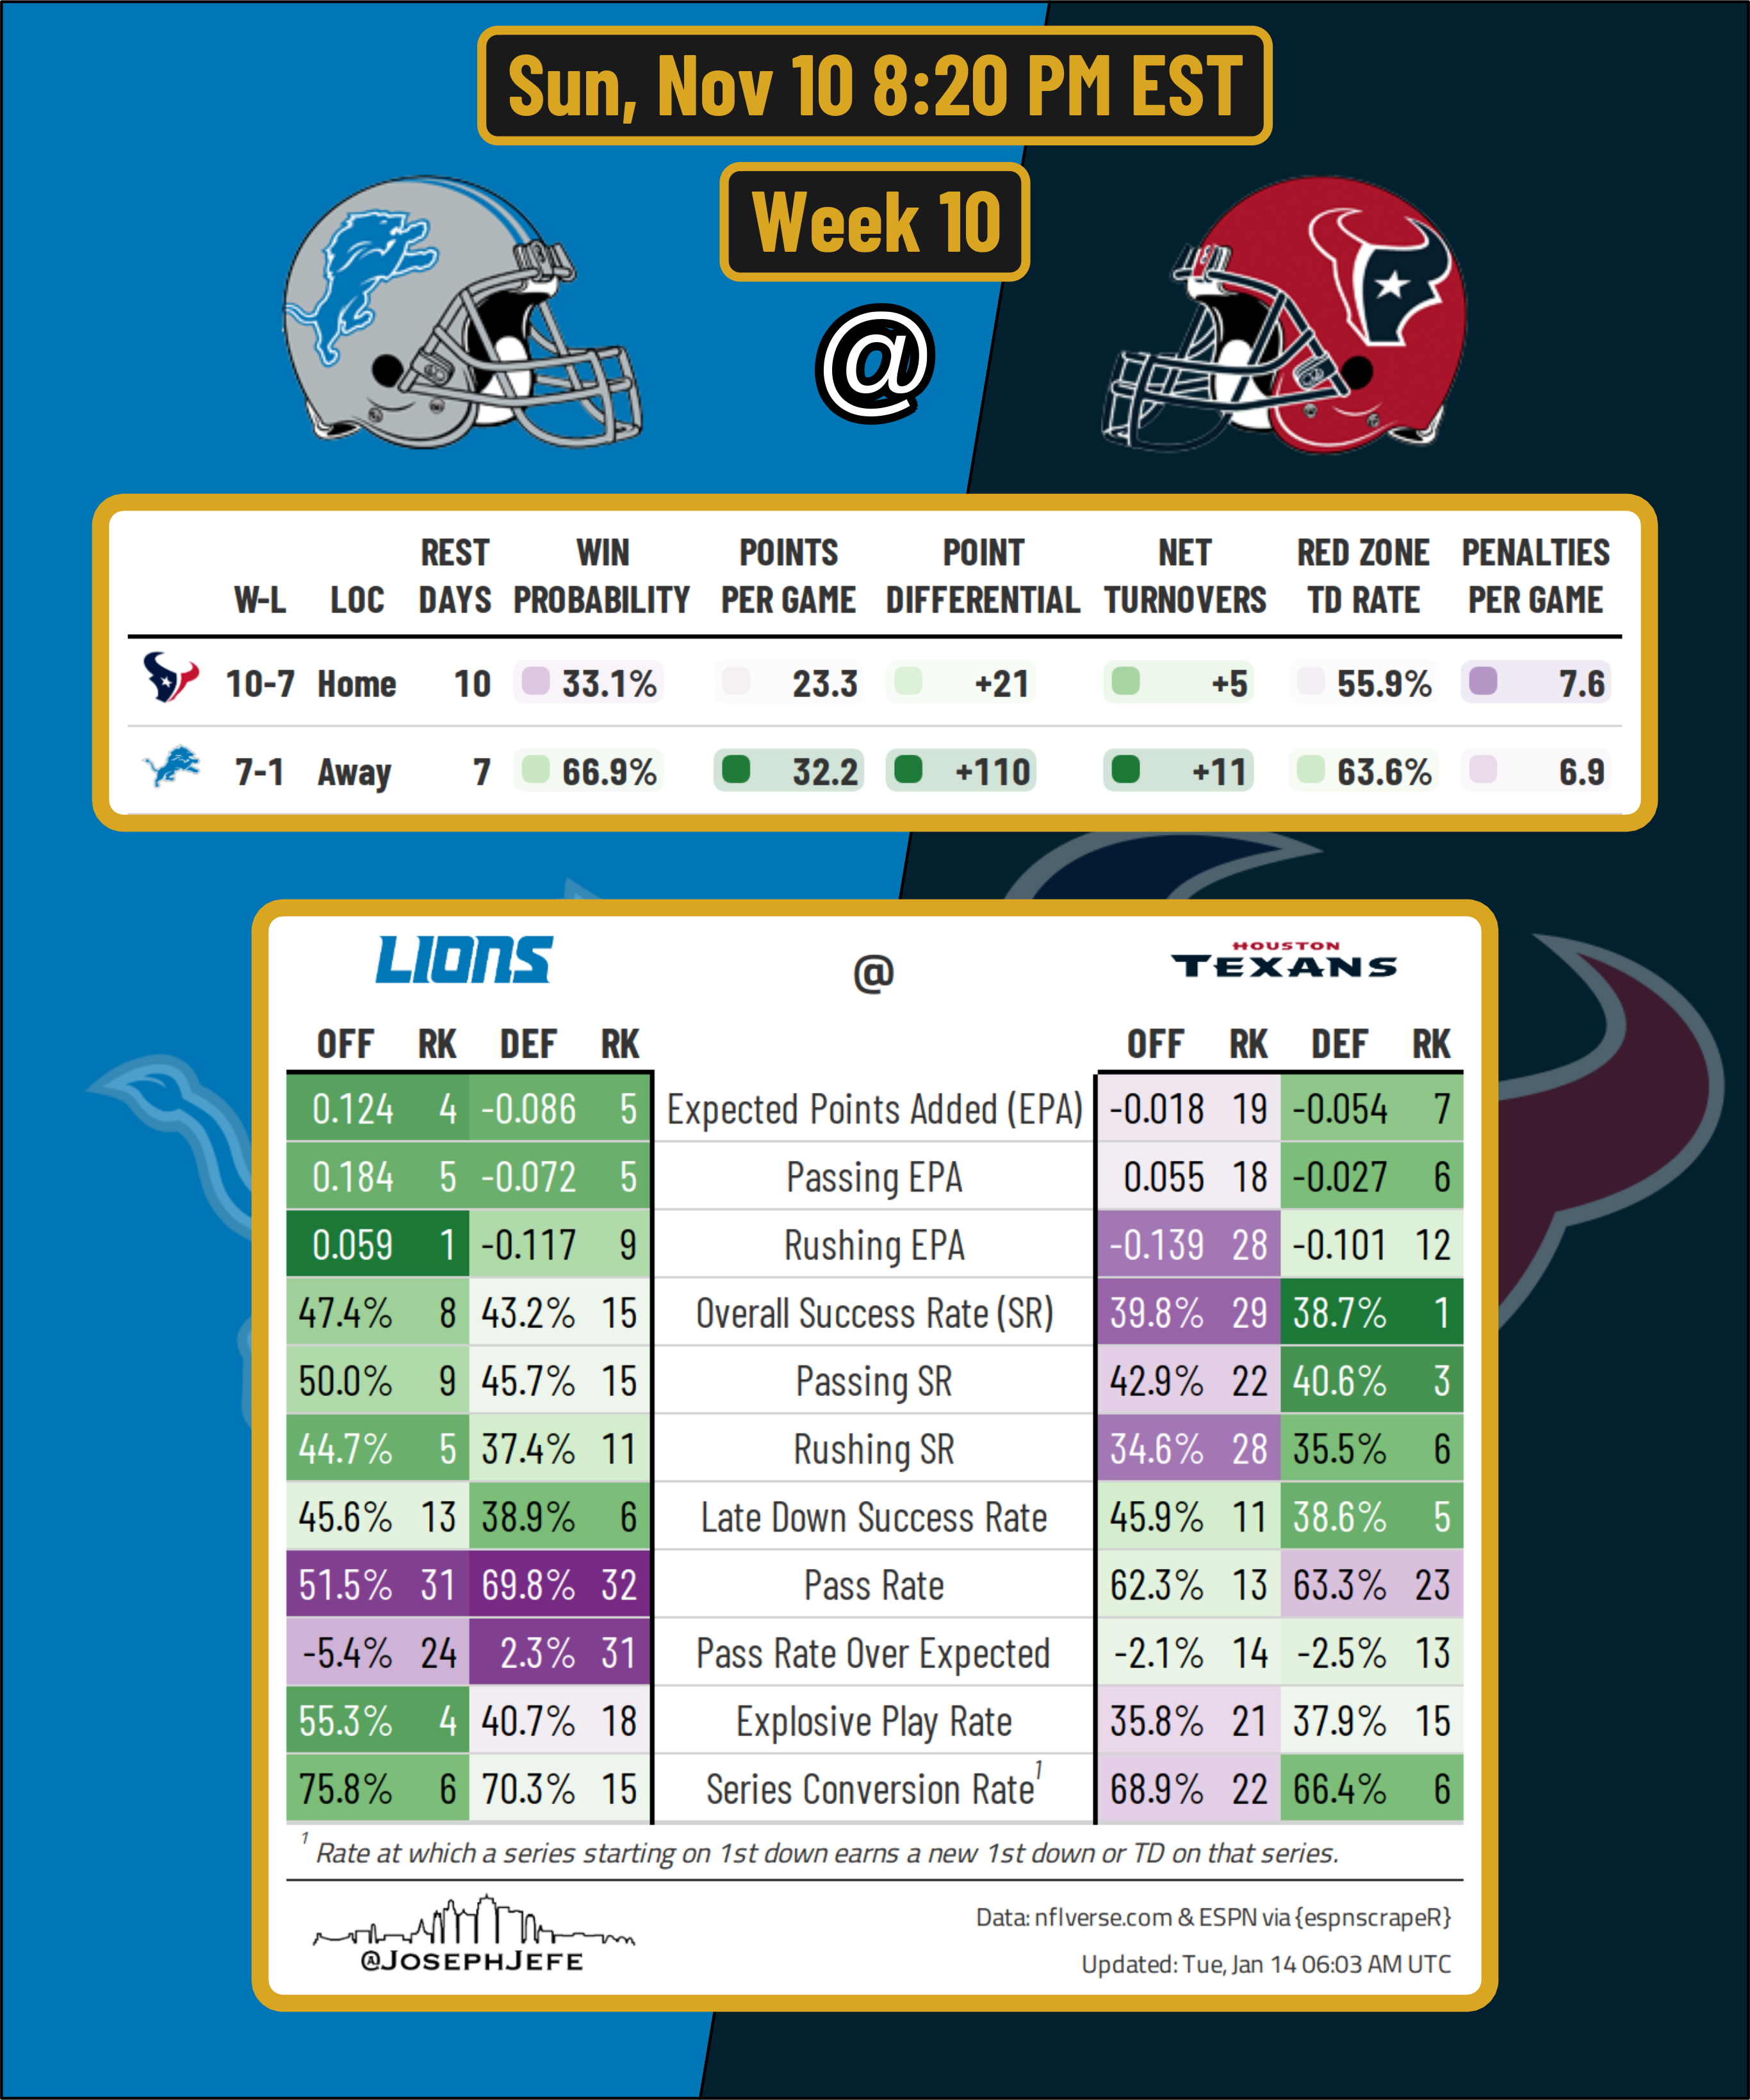 Sun, Nov 10 8:20 PM EST
Week 10
@
REST WIN POINTS POINT NET RED ZONE PENALTIES
W-L LOC DAYS PROBABILITY PER GAME DIFFERENTIAL TURNOVERS TD RATE PER GAME
10-7 Home 10 33.1% 23.3 +21 +5 55.9% 7.6
7-1 Away 7 66.9% 32.2 +110 +11 63.6% 6.9
LIONS @ HOUSTON TEXANS
OFF RK DEF RK OFF RK DEF RK
0.124 4 -0.086 5 Expected Points Added (EPA) -0.018 19 -0.054 7
0.184 5 -0.072 5 Passing EPA 0.055 18 -0.027 6
0.059 1 -0.117 9 Rushing EPA -0.139 28 -0.101 12
47.4% 8 43.2% 15 Overall Success Rate (SR) 39.8% 29 38.7% 1
50.0% 9 45.7% 15 Passing SR 42.9% 22 40.6% 3
44.7% 5 37.4% 11 Rushing SR 34.6% 28 35.5% 6
45.6% 13 38.9% 6 Late Down Success Rate 45.9% 11 38.6% 5
51.5% 31 69.8% 32 Pass Rate 62.3% 13 63.3% 23
-5.4% 24 2.3% 31 Pass Rate Over Expected -2.1% 14 -2.5% 13
55.3% 4 40.7% 18 Explosive Play Rate 35.8% 21 37.9% 15
75.8% 6 70.3% 15 Series Conversion Rate¹ 68.9% 22 66.4% 6
¹ Rate at which a series starting on 1st down earns a new 1st down or TD on that series.
@JOSEPHJEFE
Data: nflverse.com & ESPN via {espnscrapeR}
Updated: Tue, Jan 14 06:03 AM UTC